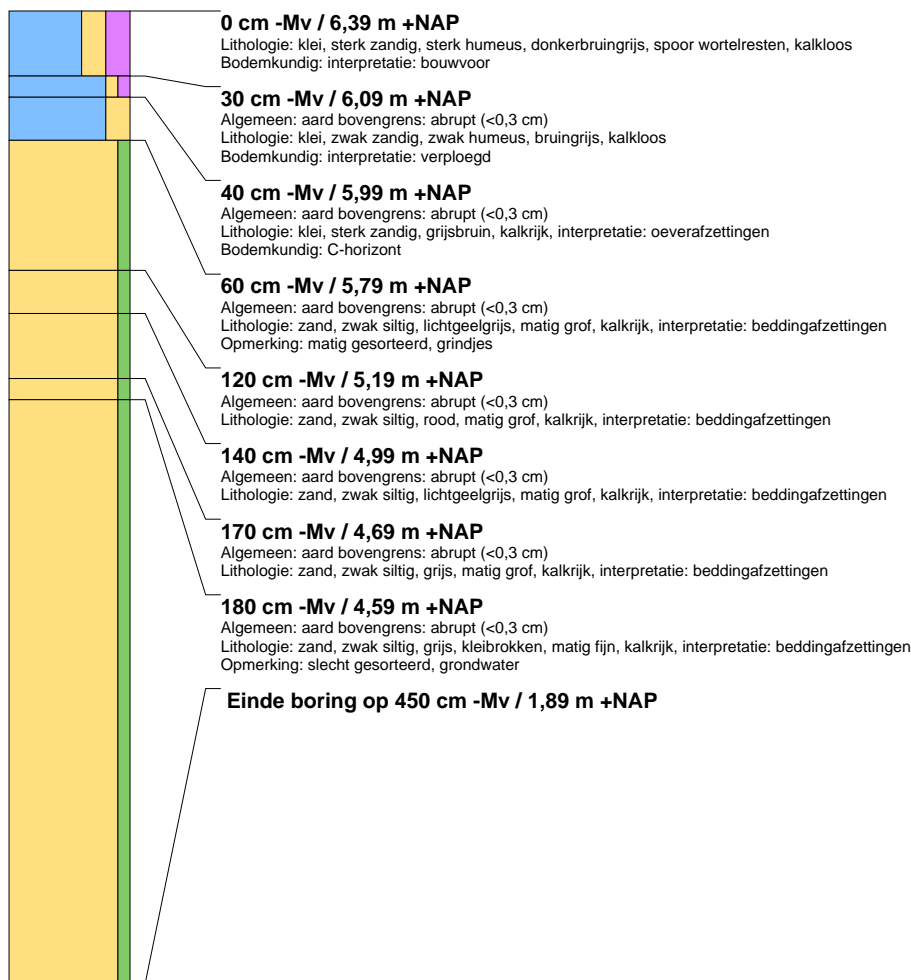 0 cm -Mv / 6,39 m +NAP
Lithologie: klei, sterk zandig, sterk humeus, donkerbruingrijs, spoor wortelresten, kalkloos
Bodemkundig: interpretatie: bouwvoor
30 cm -Mv / 6,09 m +NAP
Algemeen: aard bovengrens: abrupt (<0,3 cm)
Lithologie: klei, zwak zandig, zwak humeus, bruingrijs, kalkloos
Bodemkundig: interpretatie: verploegd
40 cm -Mv / 5,99 m +NAP
Algemeen: aard bovengrens: abrupt (<0,3 cm)
Lithologie: klei, sterk zandig, grijsbruin, kalkrijk, interpretatie: oeverafzettingen
Bodemkundig: C-horizont
60 cm -Mv / 5,79 m +NAP
Algemeen: aard bovengrens: abrupt (<0,3 cm)
Lithologie: zand, zwak siltig, lichtgeelgrijs, matig grof, kalkrijk, interpretatie: beddingafzettingen
Opmerking: matig gesorteerd, grindjes
120 cm -Mv / 5,19 m +NAP
Algemeen: aard bovengrens: abrupt (<0,3 cm)
Lithologie: zand, zwak siltig, rood, matig grof, kalkrijk, interpretatie: beddingafzettingen
140 cm -Mv / 4,99 m +NAP
Algemeen: aard bovengrens: abrupt (<0,3 cm)
Lithologie: zand, zwak siltig, lichtgeelgrijs, matig grof, kalkrijk, interpretatie: beddingafzettingen
170 cm -Mv / 4,69 m +NAP
Algemeen: aard bovengrens: abrupt (<0,3 cm)
Lithologie: zand, zwak siltig, grijs, matig grof, kalkrijk, interpretatie: beddingafzettingen
180 cm -Mv / 4,59 m +NAP
Algemeen: aard bovengrens: abrupt (<0,3 cm)
Lithologie: zand, zwak siltig, grijs, kleibrokken, matig fijn, kalkrijk, interpretatie: beddingafzettingen
Opmerking: slecht gesorteerd, grondwater
Einde boring op 450 cm -Mv / 1,89 m +NAP